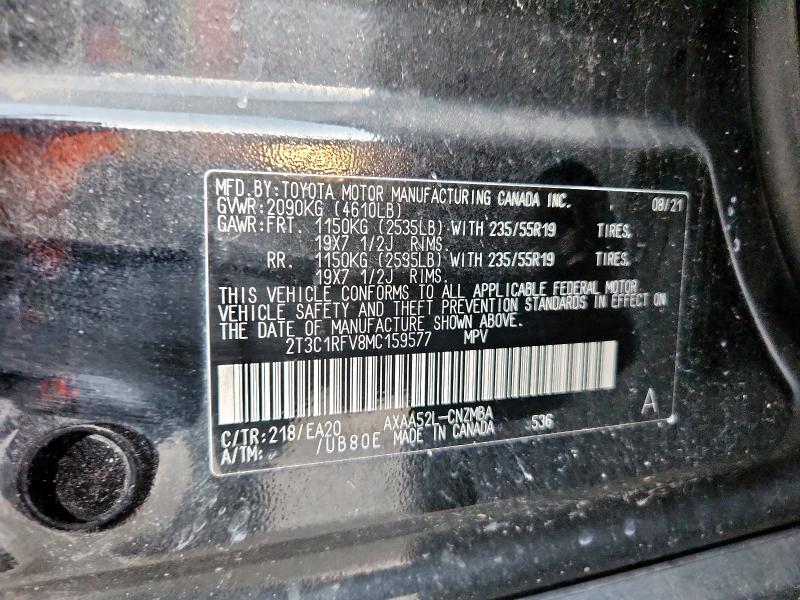 MFD.BY:TOYOTA MOTOR MANUFACTURING CANADA INC. 08/21
GVWR:2090KG (4610LB)
GAWR:FRT. 1150KG (2535LB) WITH 235/55R19 TIRES,
19X7 1/2J RIMS.
RR. 1150KG (2535LB) WITH 235/55R19 TIRES,
19X7 1/2J RIMS.
THIS VEHICLE CONFORMS TO ALL APPLICABLE FEDERAL MOTOR
VEHICLE SAFETY AND THEFT PREVENTION STANDARDS IN EFFECT ON
THE DATE OF MANUFACTURE SHOWN ABOVE.
2T3C1RFV8MC159577 MPV
C/TR:218/EA20 AXAA52L-CNZMBA 536 A
A/TM: /UB80E MADE IN CANADA